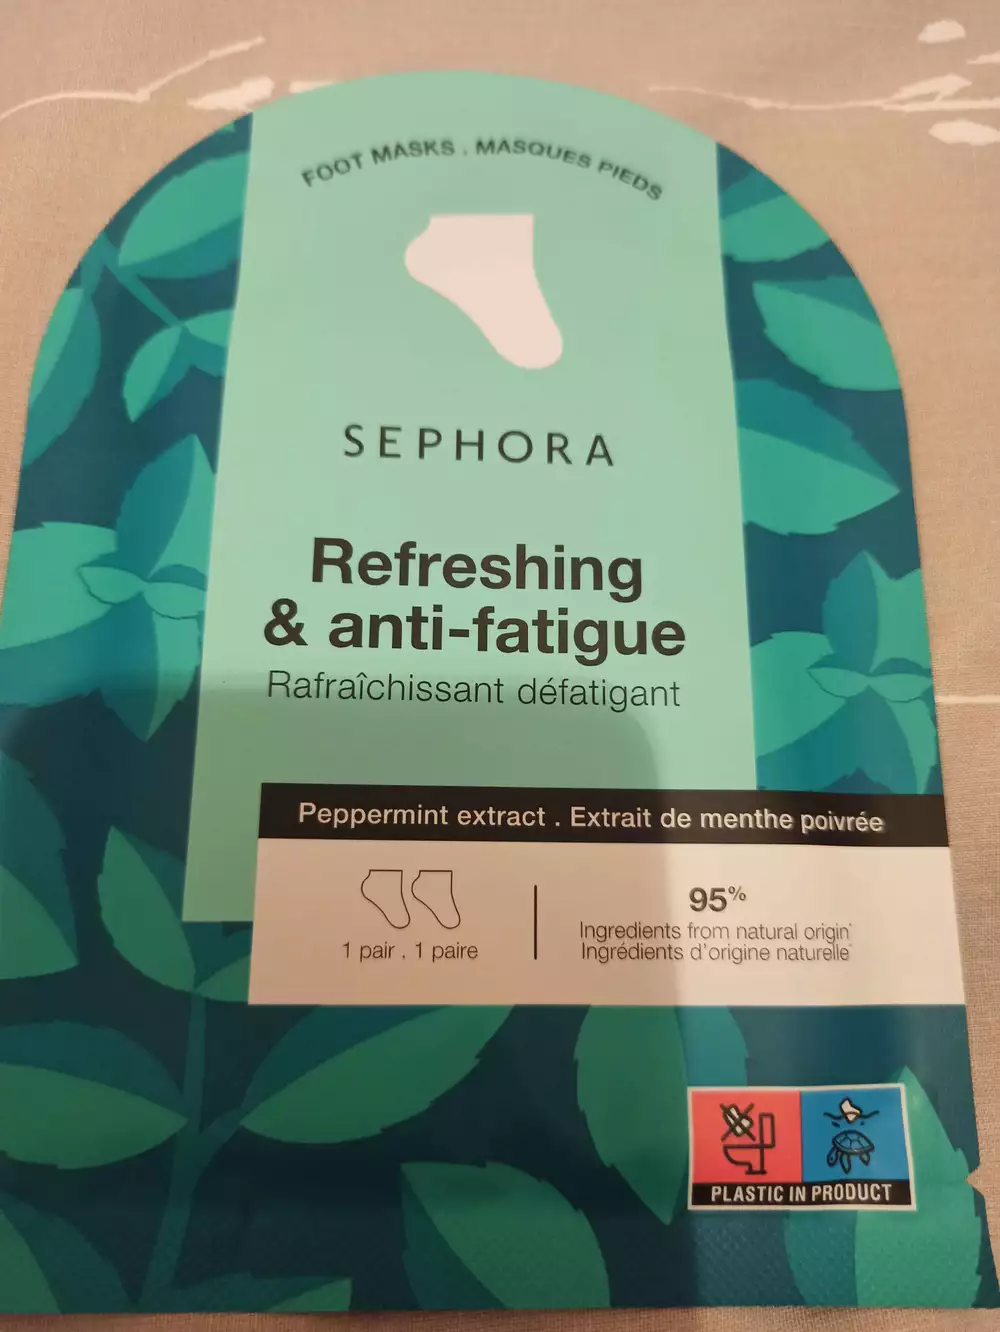 FOOT MASKS . MASQUES PIEDS
SEPHORA
Refreshing
& anti-fatigue
Rafraîchissant défatigant
Peppermint extract . Extrait de menthe poivrée
1 pair . 1 paire
95%
Ingredients from natural origin*
Ingrédients d'origine naturelle*
PLASTIC IN PRODUCT